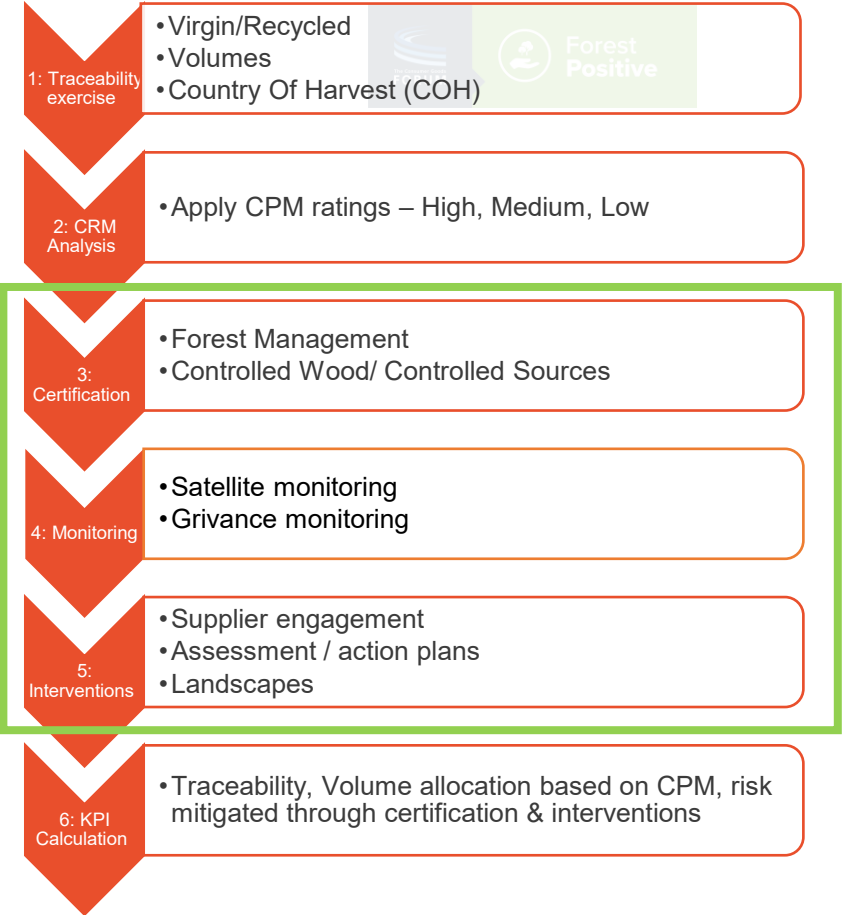 1: Traceability
exercise
•Virgin/Recycled
•Volumes
•Country Of Harvest (COH)
FORUM
Forest
Positive
2: CRM
Analysis
•Apply CPM ratings – High, Medium, Low
3:
Certification
•Forest Management
•Controlled Wood/ Controlled Sources
4: Monitoring
•Satellite monitoring
•Grivance monitoring
5:
Interventions
•Supplier engagement
•Assessment / action plans
•Landscapes
6: KPI
Calculation
•Traceability, Volume allocation based on CPM, risk
mitigated through certification & interventions